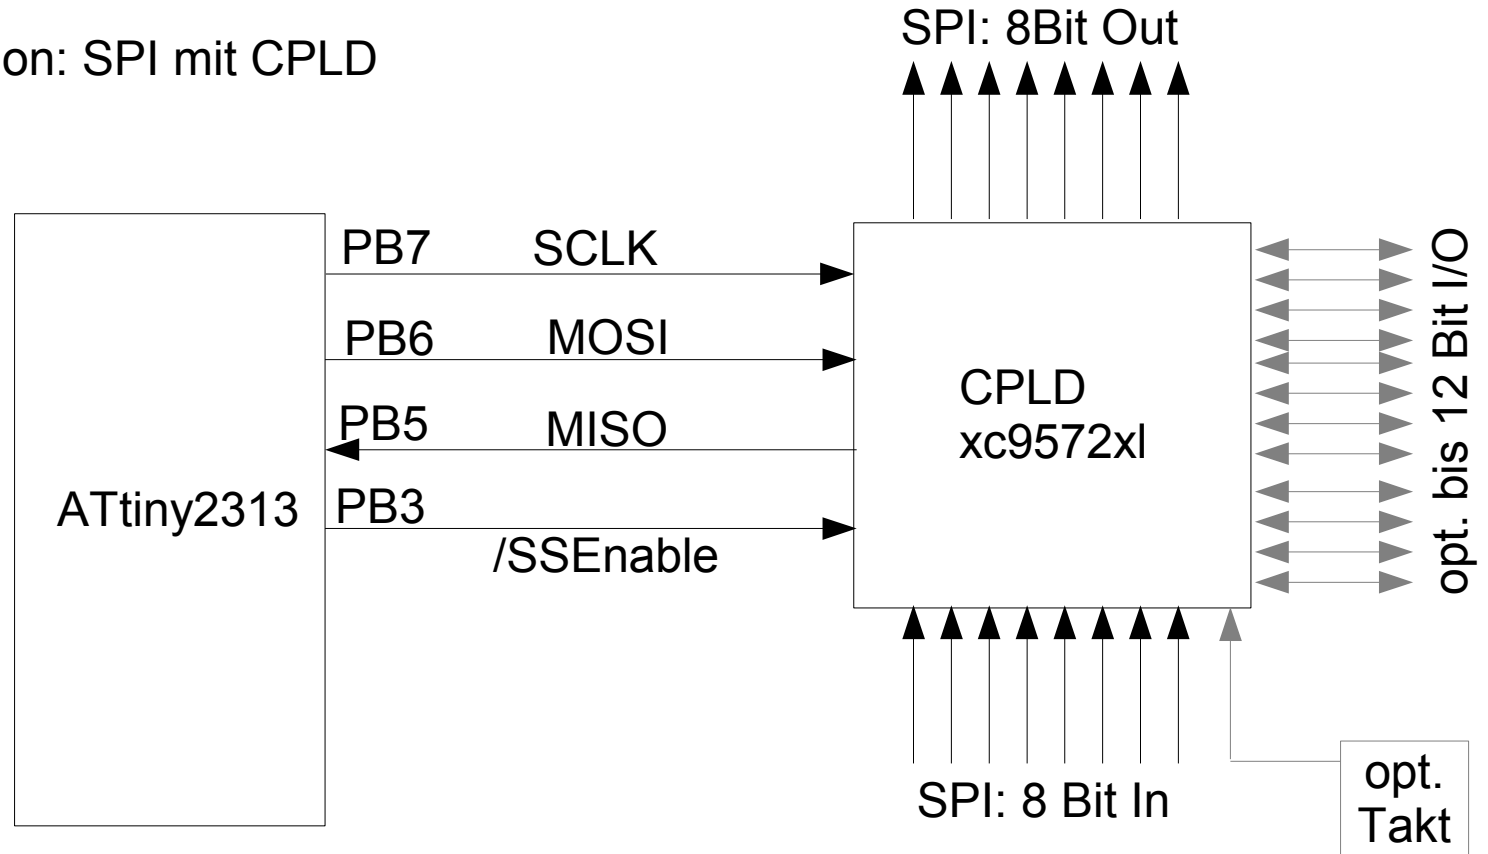 on: SPI mit CPLD
SPI: 8Bit Out
PB7 SCLK
PB6 MOSI
PB5 MISO
PB3
/SSEnable
ATtiny2313
CPLD
xc9572xl
opt. bis 12 Bit I/O
SPI: 8 Bit In
opt.
Takt